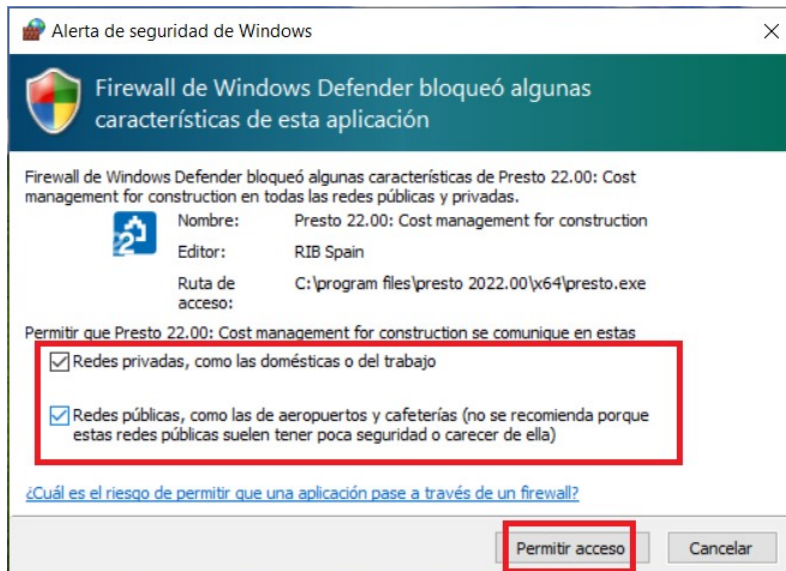 Alerta de seguridad de Windows
Firewall de Windows Defender bloqueó algunas
características de esta aplicación
Firewall de Windows Defender bloqueó algunas características de Presto 22.00: Cost
management for construction en todas las redes públicas y privadas.
Nombre: Presto 22.00: Cost management for construction
Editor: RIB Spain
Ruta de acceso: C:\program files\presto 2022.00\x64\presto.exe
Permitir que Presto 22.00: Cost management for construction se comunique en estas
Redes privadas, como las domésticas o del trabajo
Redes públicas, como las de aeropuertos y cafeterías (no se recomienda porque
estas redes públicas suelen tener poca seguridad o carecer de ella)
¿Cuál es el riesgo de permitir que una aplicación pase a través de un firewall?
Permitir acceso
Cancelar